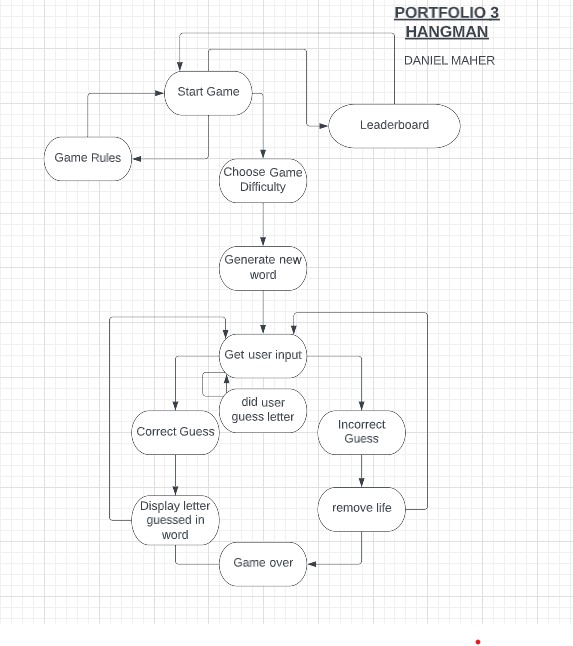 PORTFOLIO 3
HANGMAN
DANIEL MAHER
Start Game
Leaderboard
Game Rules
Choose Game
Difficulty
Generate new
word
Get user input
did user
guess letter
Correct Guess
Incorrect
Guess
Display letter
guessed in
word
remove life
Game over